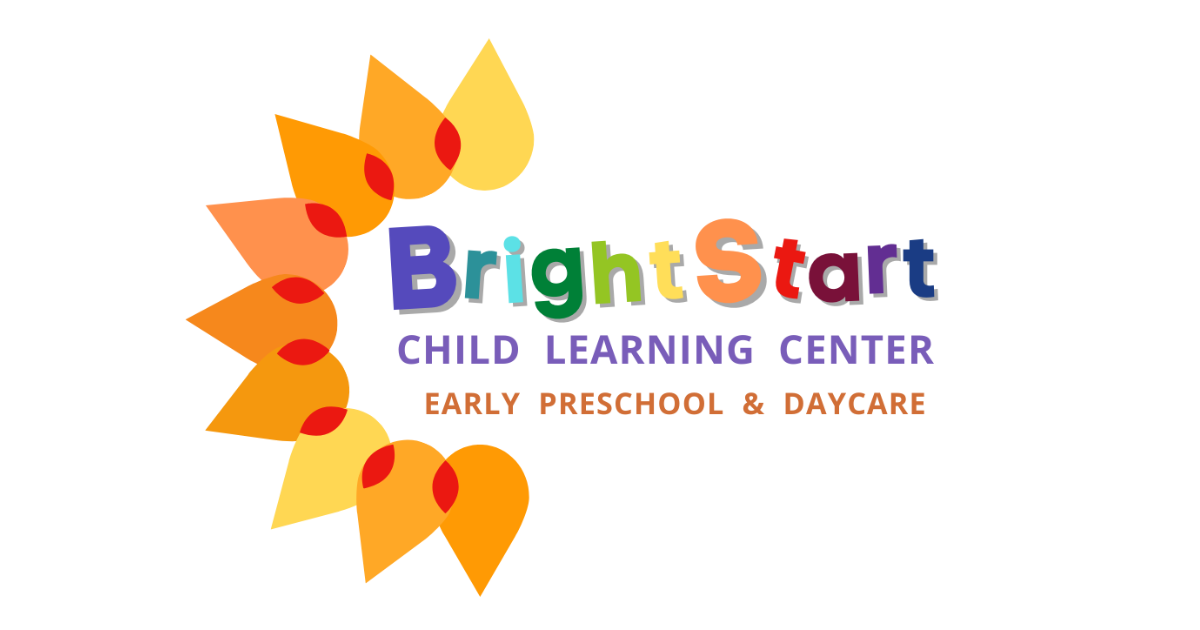 BrightStart
CHILD LEARNING CENTER
EARLY PRESCHOOL & DAYCARE